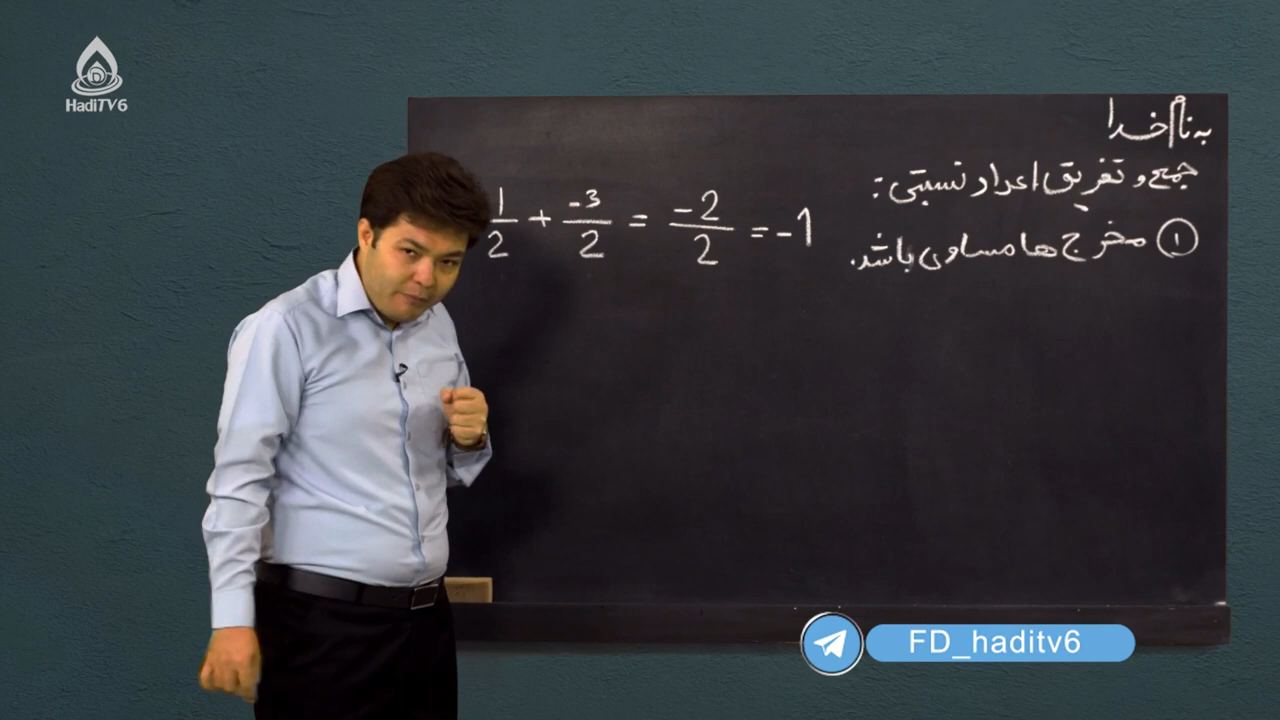 HadiTV6
به نام خدا
جمع و تفریق اعداد نسبتی :
① مخرج ها مساوی باشد.
1/2 + -3/2 = -2/2 = -1
FD_haditv6